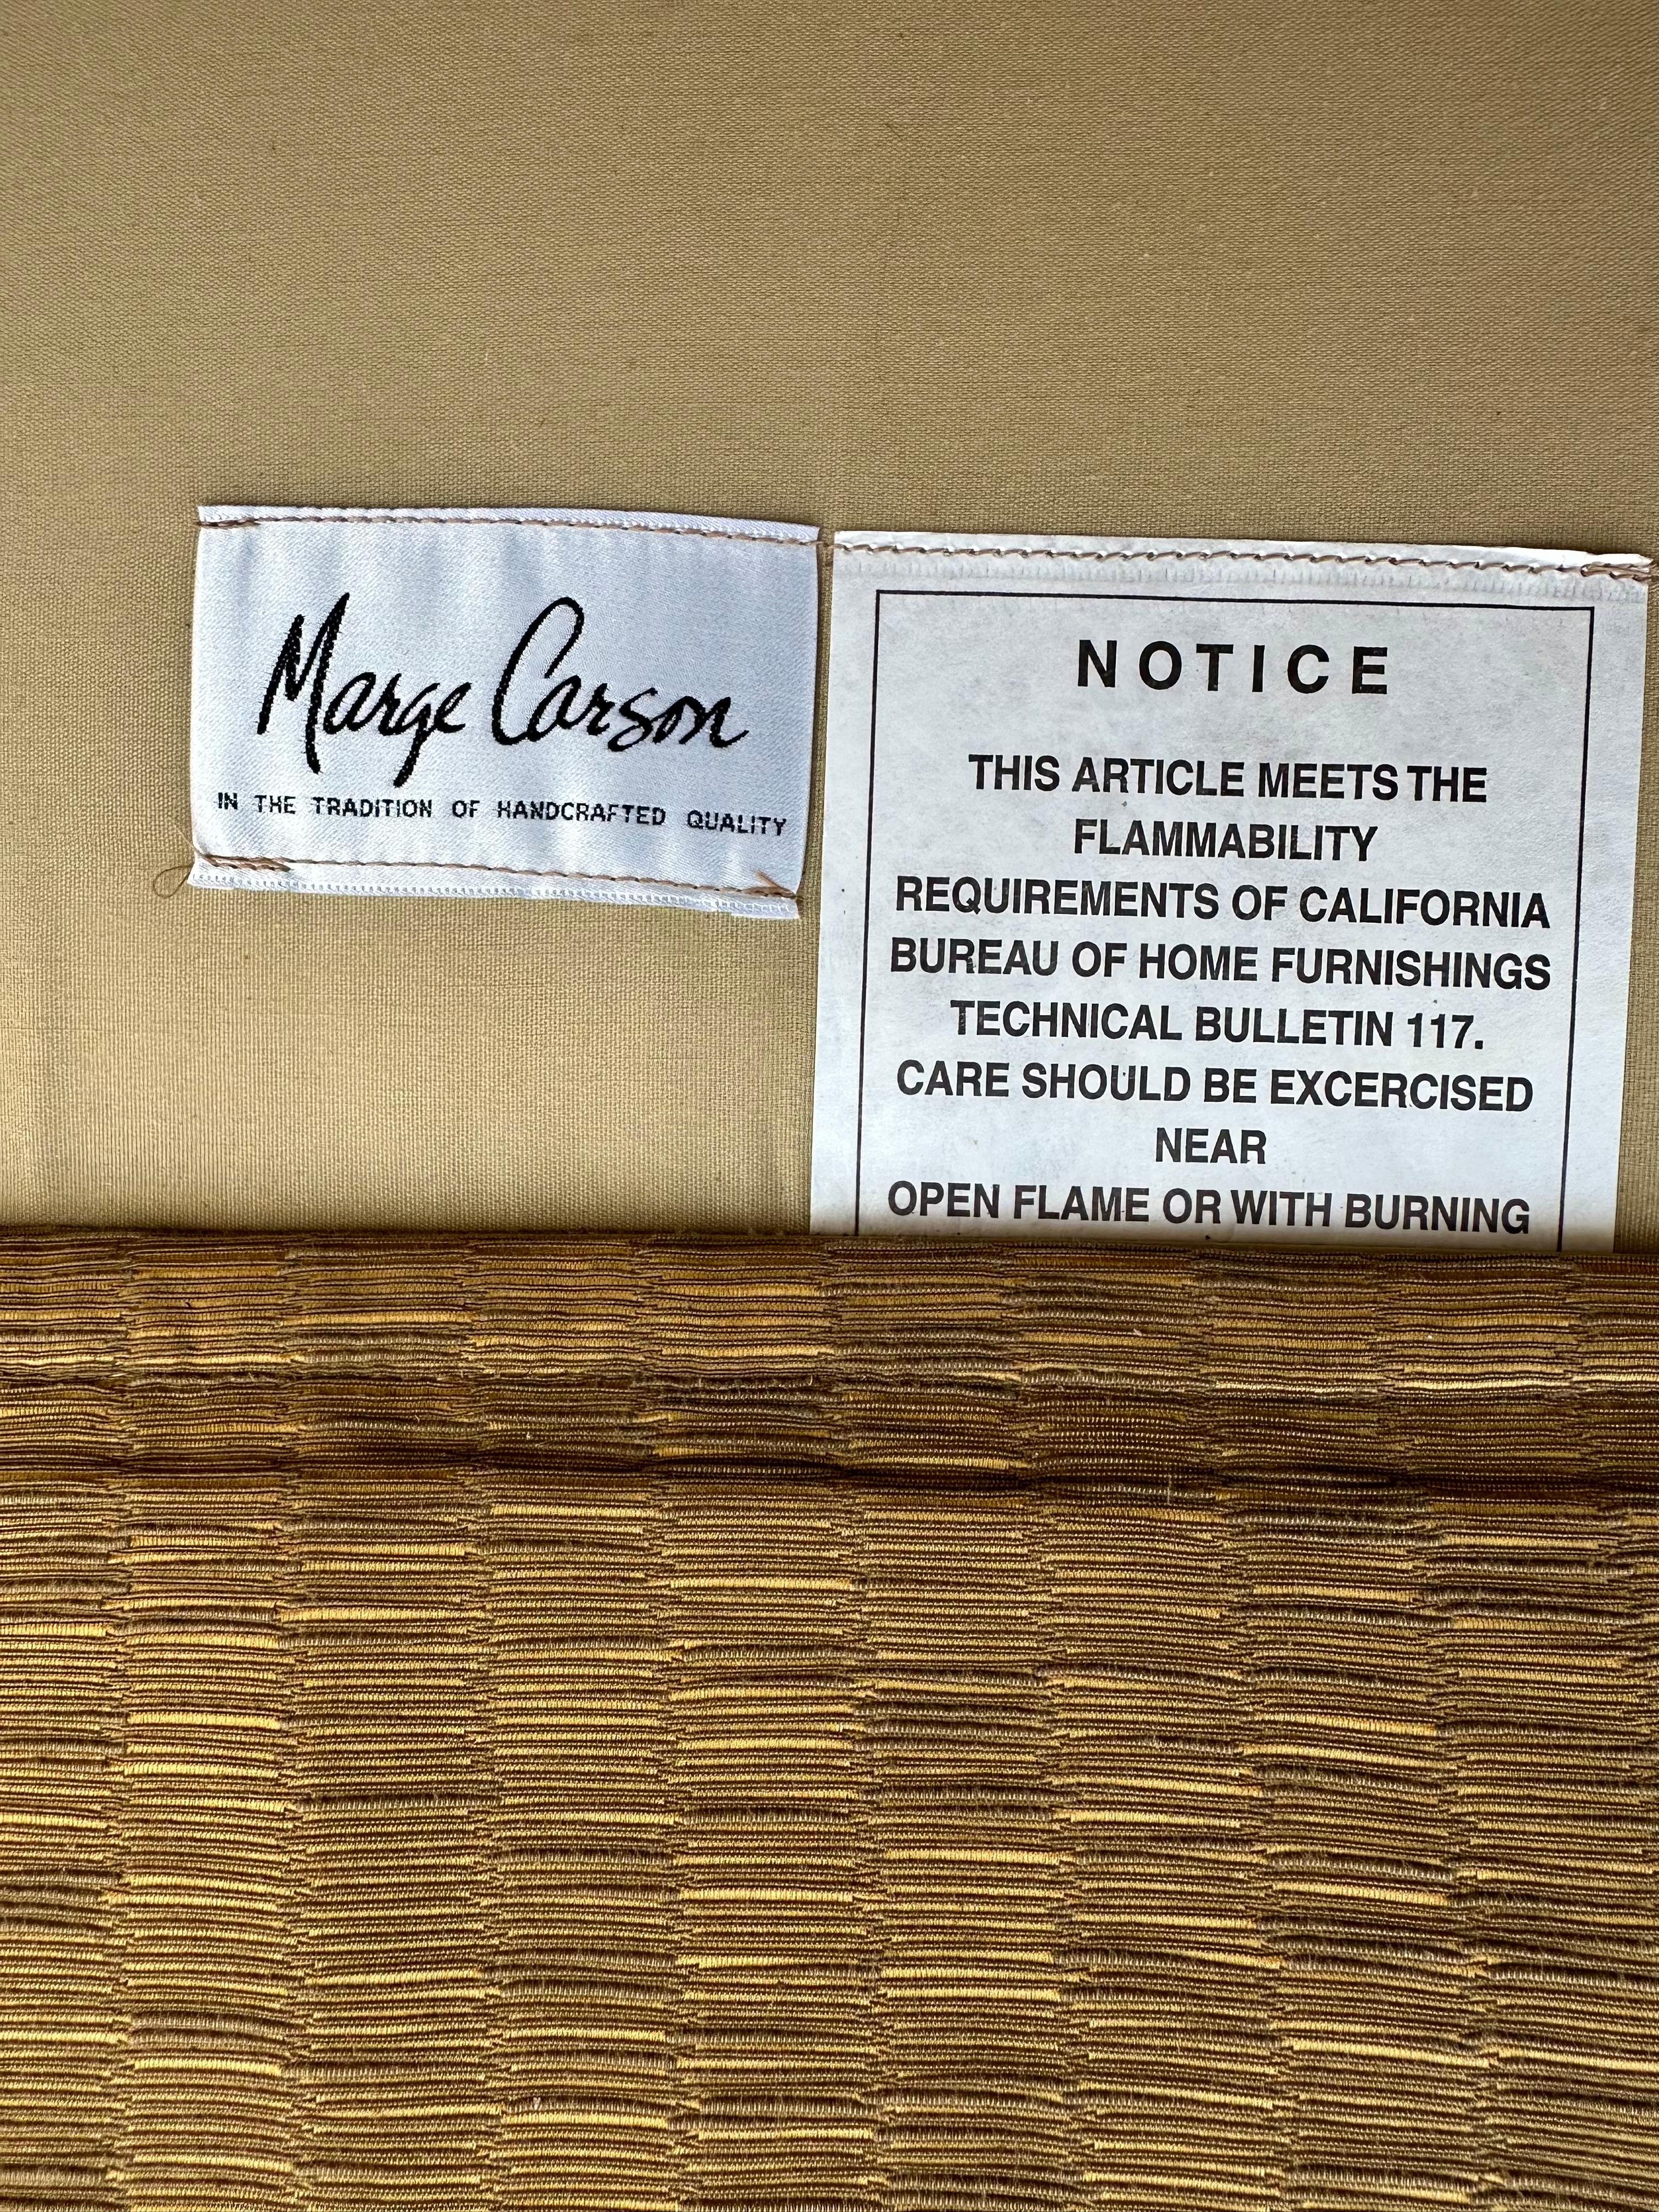 Marge Carson
IN THE TRADITION OF HANDCRAFTED QUALITY
NOTICE
THIS ARTICLE MEETS THE
FLAMMABILITY
REQUIREMENTS OF CALIFORNIA
BUREAU OF HOME FURNISHINGS
TECHNICAL BULLETIN 117.
CARE SHOULD BE EXCERCISED
NEAR
OPEN FLAME OR WITH BURNING